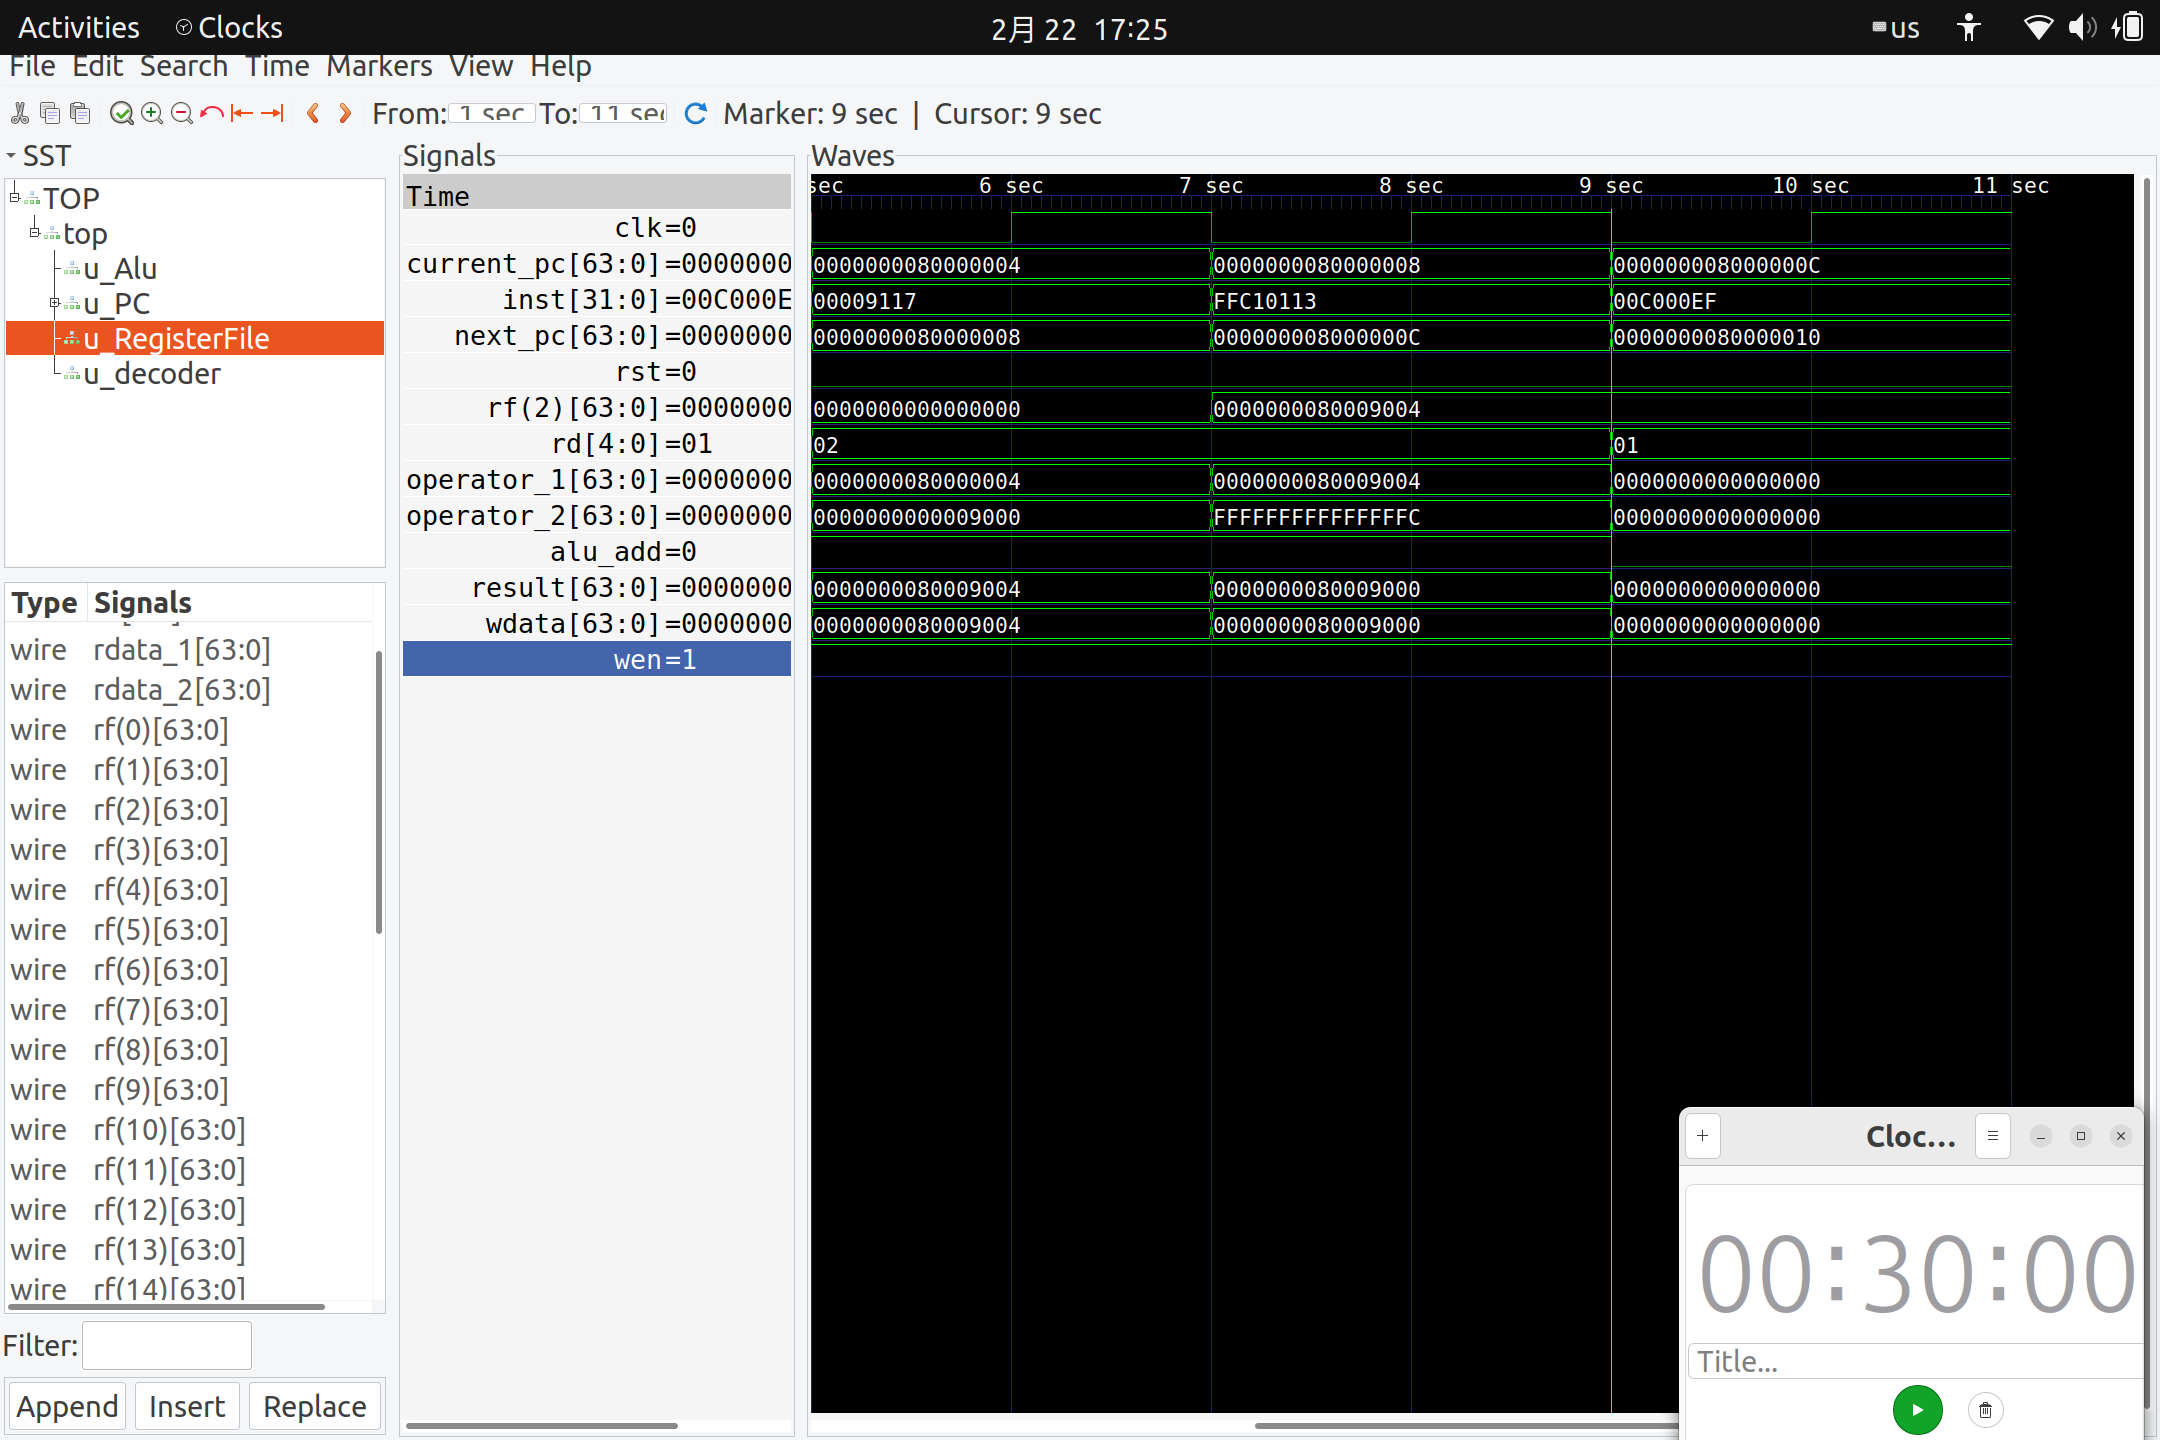 Activities Clocks 2月 22 17:25 us
File Edit Search Time Markers View Help
From: 1 sec To: 11 sec Marker: 9 sec | Cursor: 9 sec
SST
TOP
top
u_Alu
u_PC
u_RegisterFile
u_decoder
Type Signals
wire rdata_1[63:0]
wire rdata_2[63:0]
wire rf(0)[63:0]
wire rf(1)[63:0]
wire rf(2)[63:0]
wire rf(3)[63:0]
wire rf(4)[63:0]
wire rf(5)[63:0]
wire rf(6)[63:0]
wire rf(7)[63:0]
wire rf(8)[63:0]
wire rf(9)[63:0]
wire rf(10)[63:0]
wire rf(11)[63:0]
wire rf(12)[63:0]
wire rf(13)[63:0]
wire rf(14)[63:0]
Filter:
Append Insert Replace
Signals
Time
clk=0
current_pc[63:0]=0000000
inst[31:0]=00C000E
next_pc[63:0]=0000000
rst=0
rf(2)[63:0]=0000000
rd[4:0]=01
operator_1[63:0]=0000000
operator_2[63:0]=0000000
alu_add=0
result[63:0]=0000000
wdata[63:0]=0000000
wen=1
Waves
sec 6 sec 7 sec 8 sec 9 sec 10 sec 11 sec
0000000080000004 0000000080000008 000000008000000C
00009117 FFC10113 00C000EF
0000000080000008 000000008000000C 0000000080000010
0000000000000000 0000000080009004
02 01
0000000080000004 0000000080009004 0000000000000000
0000000000009000 FFFFFFFFFFFFFFFC 0000000000000000
0000000080009004 0000000080009000 0000000000000000
0000000080009004 0000000080009000 0000000000000000
Cloc...
00:30:00
Title...